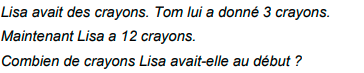 Lisa avait des crayons. Tom lui a donné 3 crayons.
Maintenant Lisa a 12 crayons.
Combien de crayons Lisa avait-elle au début ?